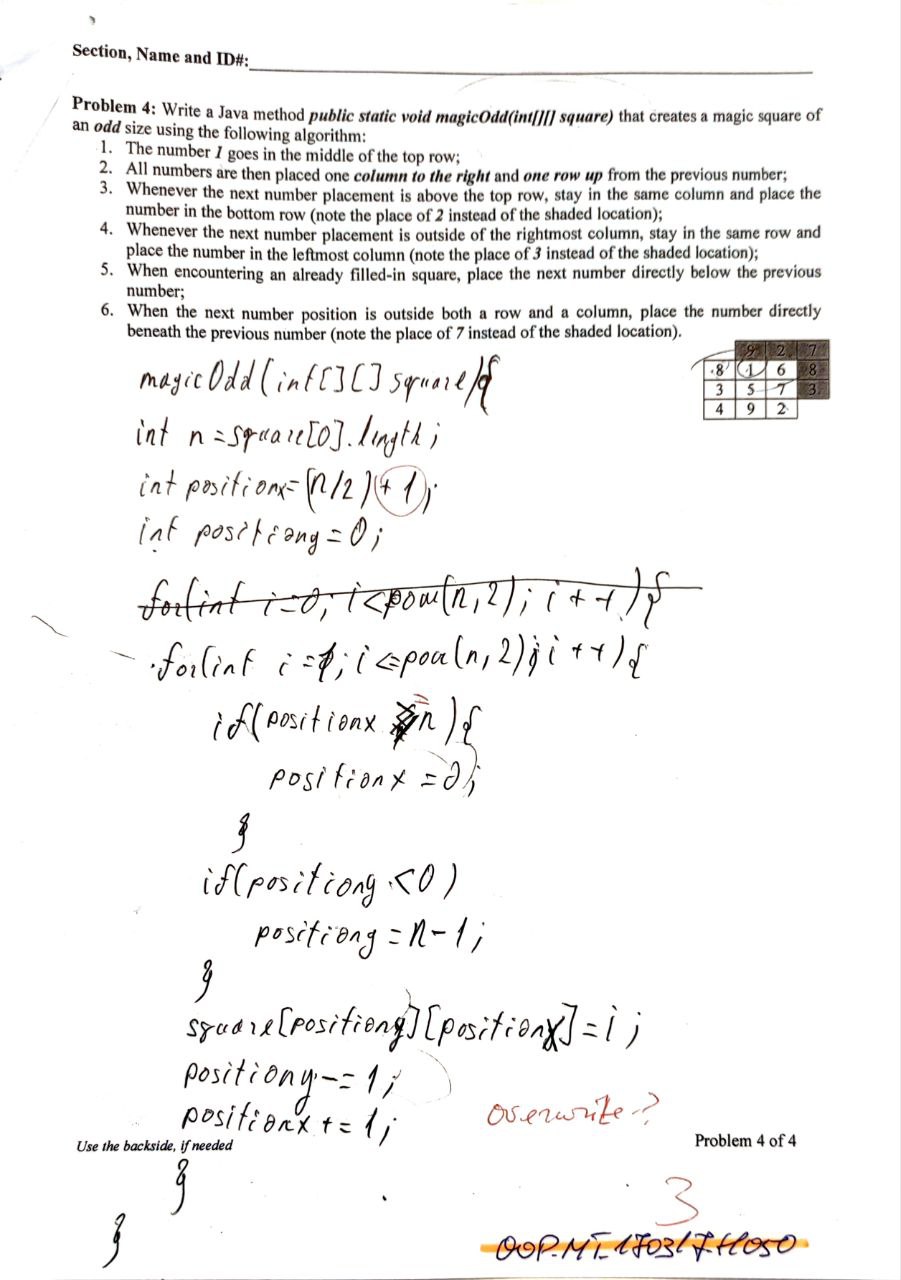 Section, Name and ID#:
Problem 4: Write a Java method public static void magicOdd(int[][] square) that creates a magic square of
an odd size using the following algorithm:
1. The number 1 goes in the middle of the top row;
2. All numbers are then placed one column to the right and one row up from the previous number;
3. Whenever the next number placement is above the top row, stay in the same column and place the
number in the bottom row (note the place of 2 instead of the shaded location);
4. Whenever the next number placement is outside of the rightmost column, stay in the same row and
place the number in the leftmost column (note the place of 3 instead of the shaded location);
5. When encountering an already filled-in square, place the next number directly below the previous
number;
6. When the next number position is outside both a row and a column, place the number directly
beneath the previous number (note the place of 7 instead of the shaded location).
9 2 7
8 1 6 8
3 5 7 3
4 9 2
magicOdd(int[][] square){
int n=square[0].length;
int positionx=(n/2)+1;
int positiony=0;
for(int i=0; i<pow(n,2); i++){
for(int i=1; i<=pow(n,2); i++){
if(positionx = n){
positionx = 0;
}
if(positiony <0)
positiony = n-1;
}
square[positiony][positionx]=i;
positiony -= 1;
positionx += 1;
overwrite?
Use the backside, if needed
Problem 4 of 4
}
3
}
OOP.MT.170317.H050